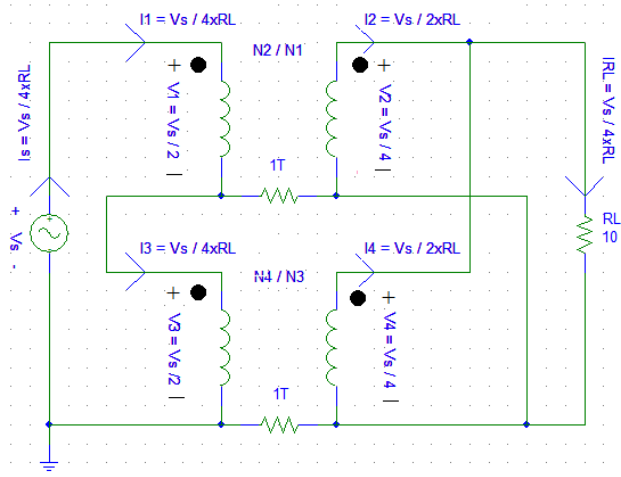 I1 = Vs / 4xRL
I2 = Vs / 2xRL
N2 / N1
Is = Vs / 4xRL
+
V1 = Vs / 2
—
+
V2 = Vs / 4
—
IRL = Vs / 4xRL
1T
+
Vs
-
RL
10
I3 = Vs / 4xRL
I4 = Vs / 2xRL
N4 / N3
+
V3 = Vs /2
—
+
V4 = Vs / 4
—
1T